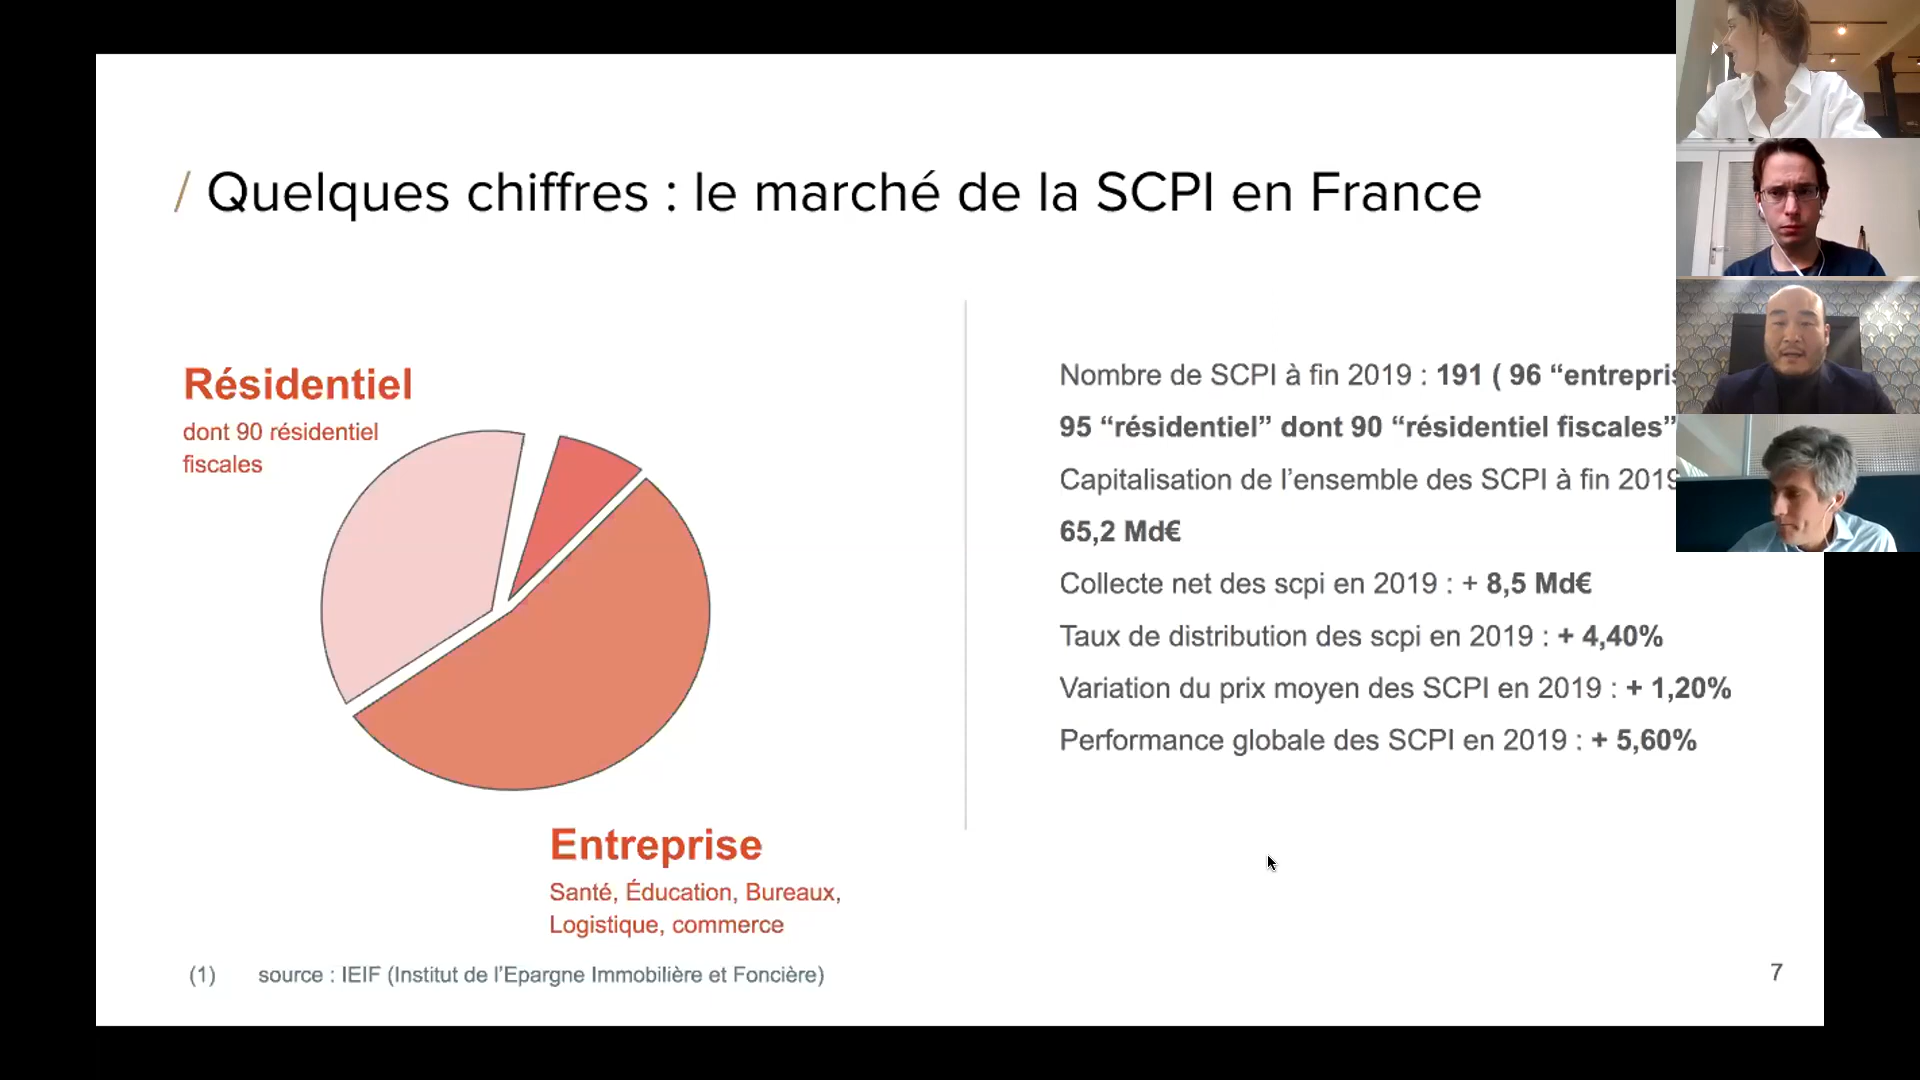 / Quelques chiffres : le marché de la SCPI en France
Résidentiel
dont 90 résidentiel
fiscales
Entreprise
Santé, Éducation, Bureaux,
Logistique, commerce
Nombre de SCPI à fin 2019 : 191 ( 96
95 “résidentiel” dont 90 “résidentiel fiscales”
Capitalisation de l’ensemble des SCPI à fin 2019
65,2 Md€
Collecte net des scpi en 2019 : + 8,5 Md€
Taux de distribution des scpi en 2019 : + 4,40%
Variation du prix moyen des SCPI en 2019 : + 1,20%
Performance globale des SCPI en 2019 : + 5,60%
(1) source : IEIF (Institut de l’Epargne Immobilière et Foncière)
7